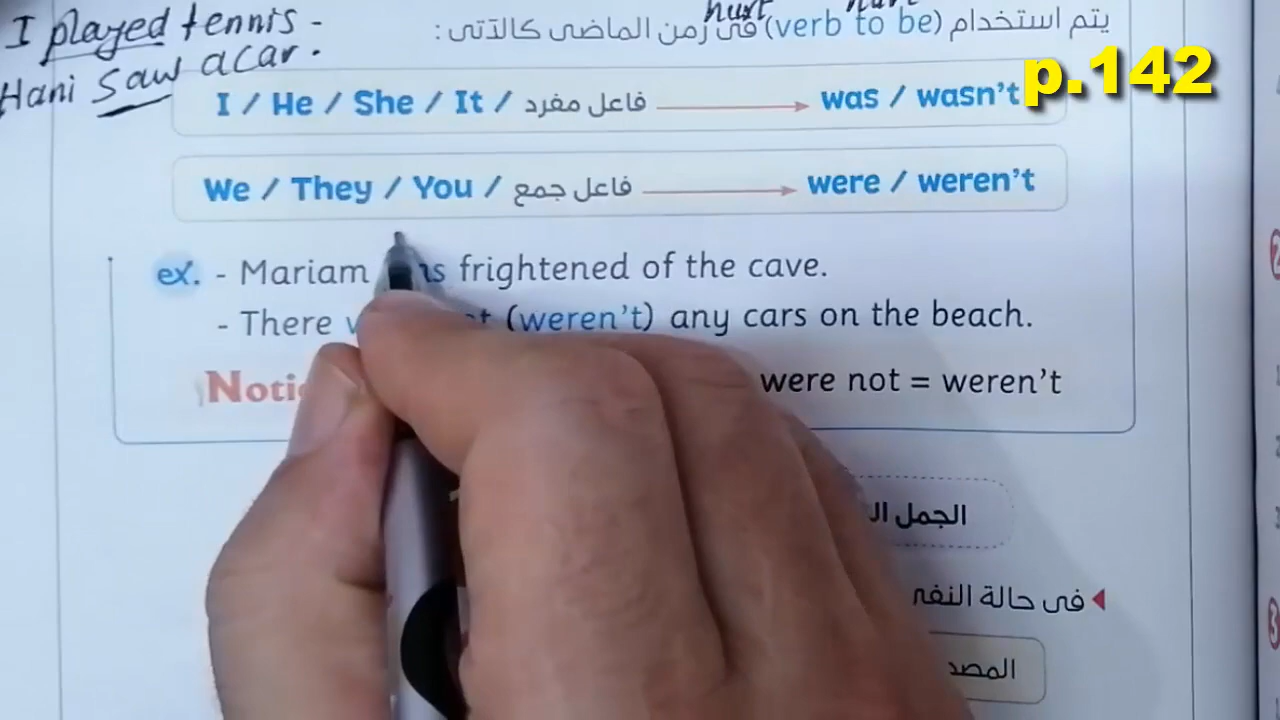 I played tennis -
Hani saw a car .
hurt
يتم استخدام (verb to be) فى زمن الماضى كالآتى :
p.142
I / He / She / It / فاعل مفرد was / wasn't
We / They / You / فاعل جمع were / weren't
ex. - Mariam frightened of the cave.
- There (weren't) any cars on the beach.
were not = weren't
الجمل
فى حالة